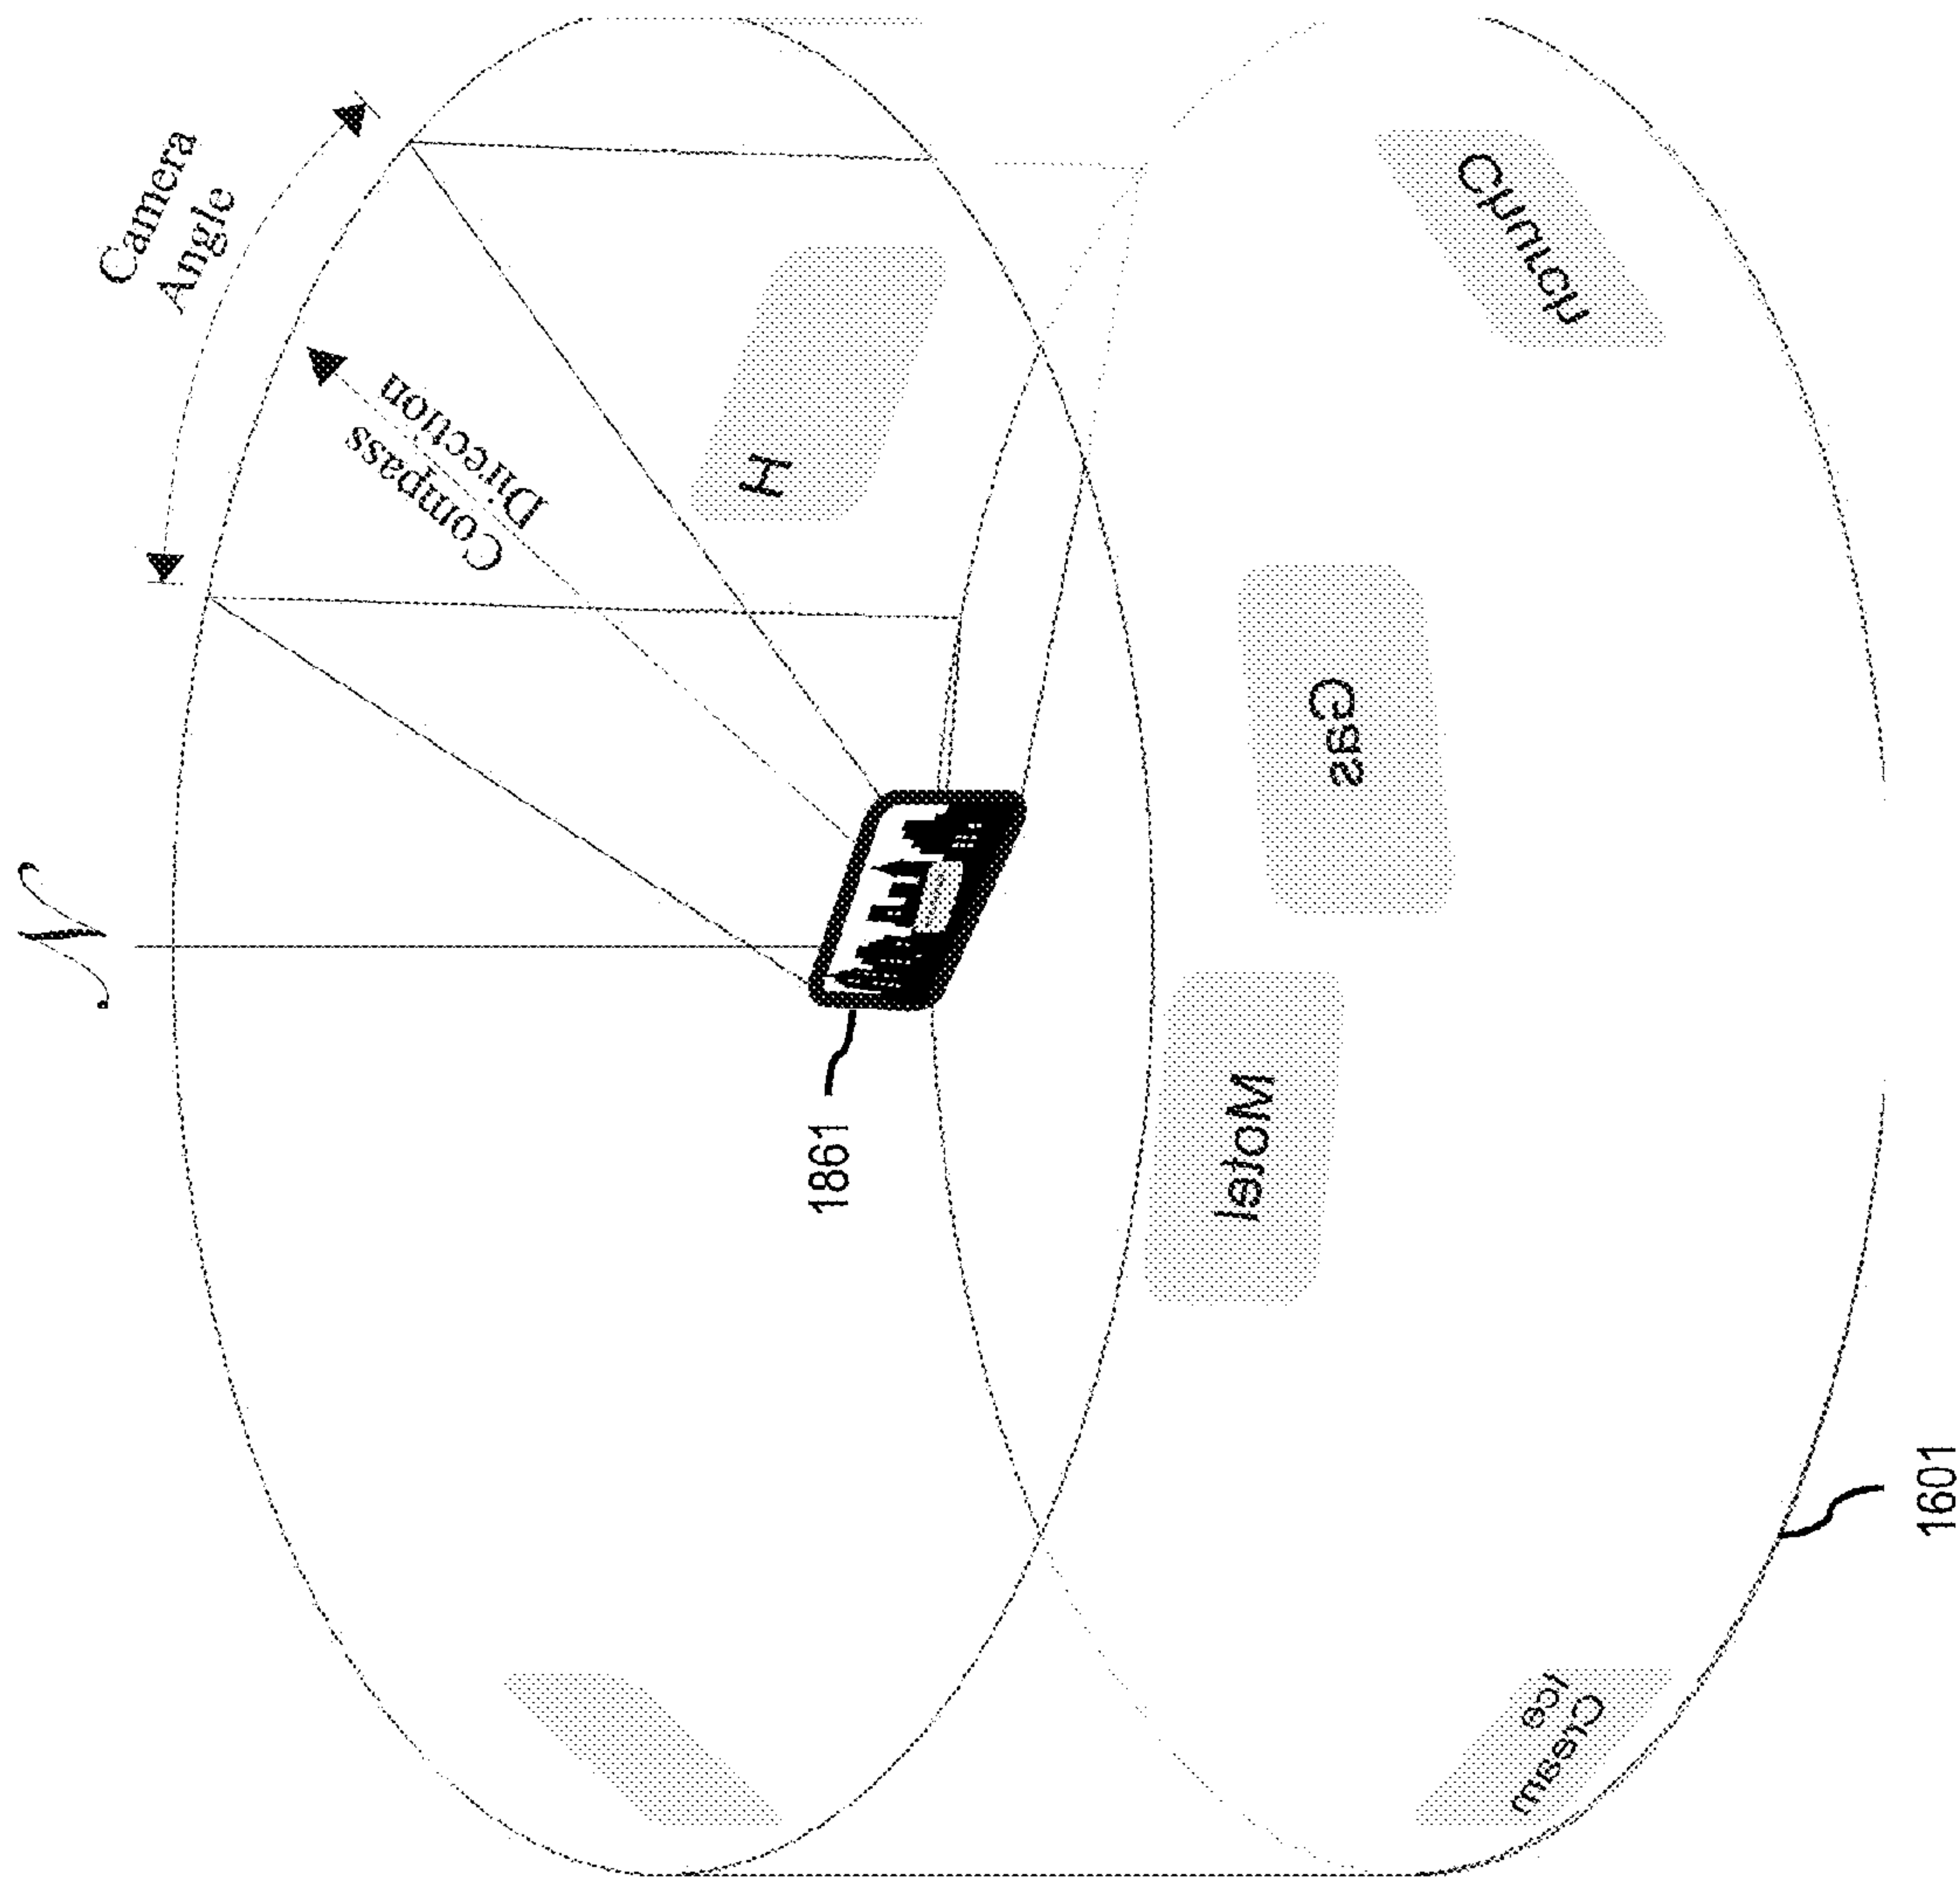 N
Camera
Angle
Compass
Direction
H
1861
Gas
Motel
Church
Ice
Cream
1601